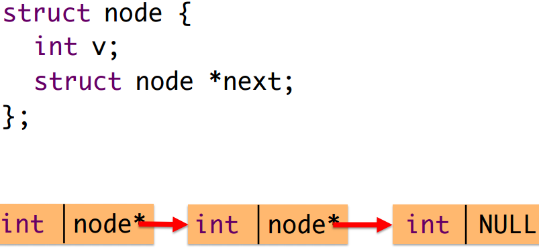 struct node {
int v;
struct node *next;
};
int node* int node* int NULL